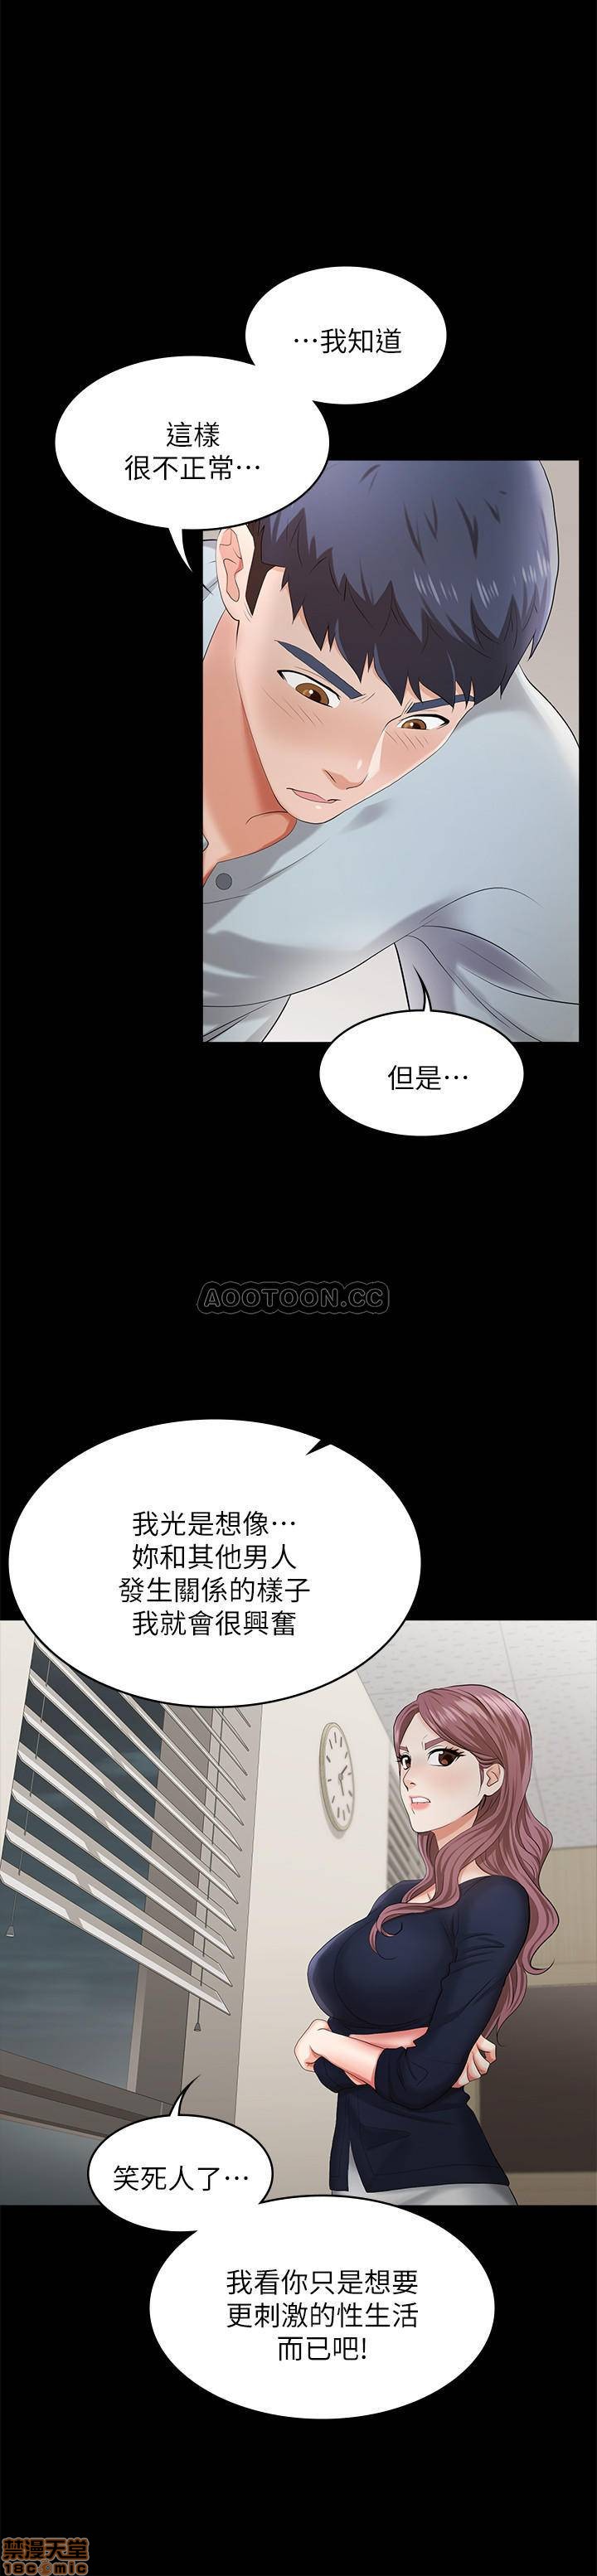 …我知道
這樣
很不正常…
但是…
AOOTOON.CC
我光是想像…
妳和其他男人
發生關係的樣子
我就會很興奮
笑死人了…
我看你只是想要
更刺激的性生活
而已吧!
禁漫天堂
18comic